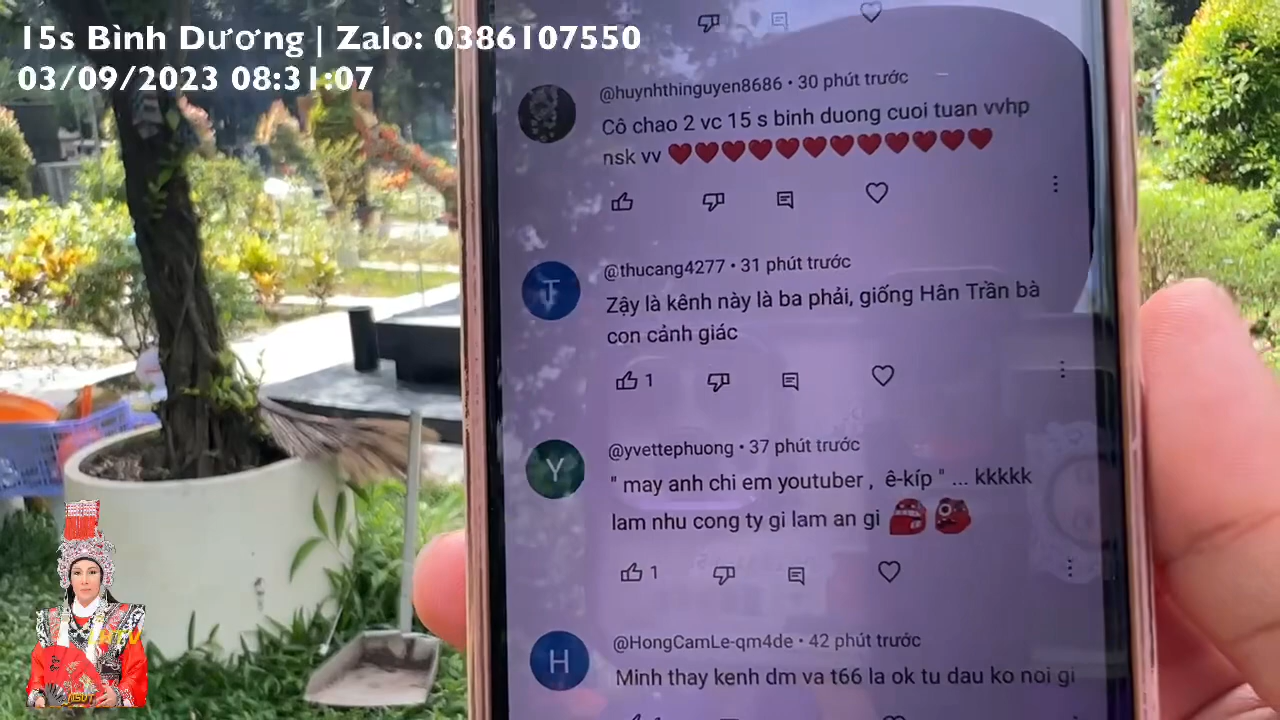 15s Bình Dương | Zalo: 0386107550
03/09/2023 08:31:07
@huynhthinguyen8686 • 30 phút trước
Cô chao 2 vc 15 s binh duong cuoi tuan vvhp
nsk vv ❤️❤️❤️❤️❤️❤️❤️❤️❤️❤️❤️❤️
T
@thucang4277 • 31 phút trước
Zậy là kênh này là ba phải, giống Hân Trần bà
con cảnh giác
1
Y
@yvettephuong • 37 phút trước
" may anh chi em youtuber , ê-kíp " ... kkkkk
lam nhu cong ty gi lam an gi
1
H
@HongCamLe-qm4de • 42 phút trước
Minh thay kenh dm va t66 la ok tu dau ko noi gi